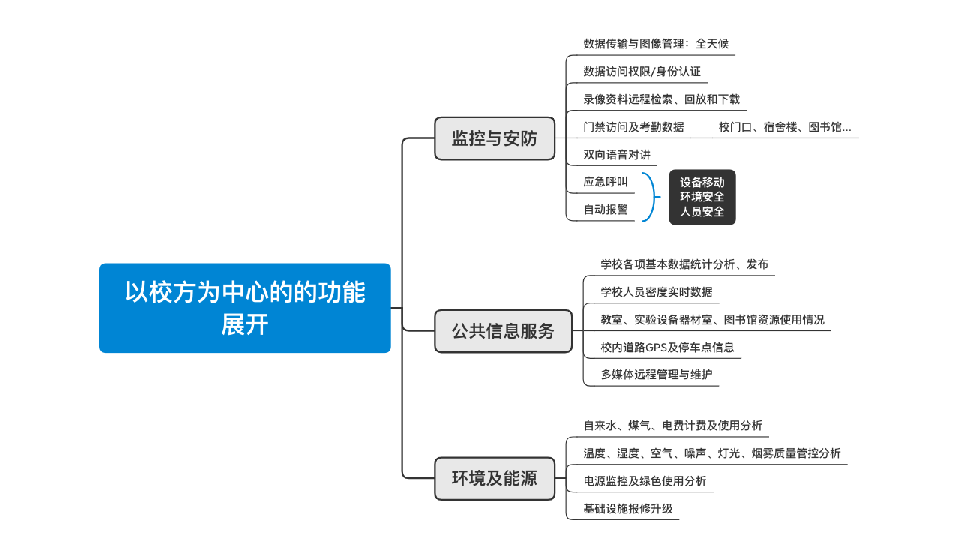 以校方为中心的的功能
展开
监控与安防
数据传输与图像管理：全天候
数据访问权限/身份认证
录像资料远程检索、回放和下载
门禁访问及考勤数据 校门口、宿舍楼、图书馆...
双向语音对讲
应急呼叫
自动报警
设备移动
环境安全
人员安全
公共信息服务
学校各项基本数据统计分析、发布
学校人员密度实时数据
教室、实验设备器材室、图书馆资源使用情况
校内道路GPS及停车点信息
多媒体远程管理与维护
环境及能源
自来水、煤气、电费计费及使用分析
温度、湿度、空气、噪声、灯光、烟雾质量管控分析
电源监控及绿色使用分析
基础设施报修升级